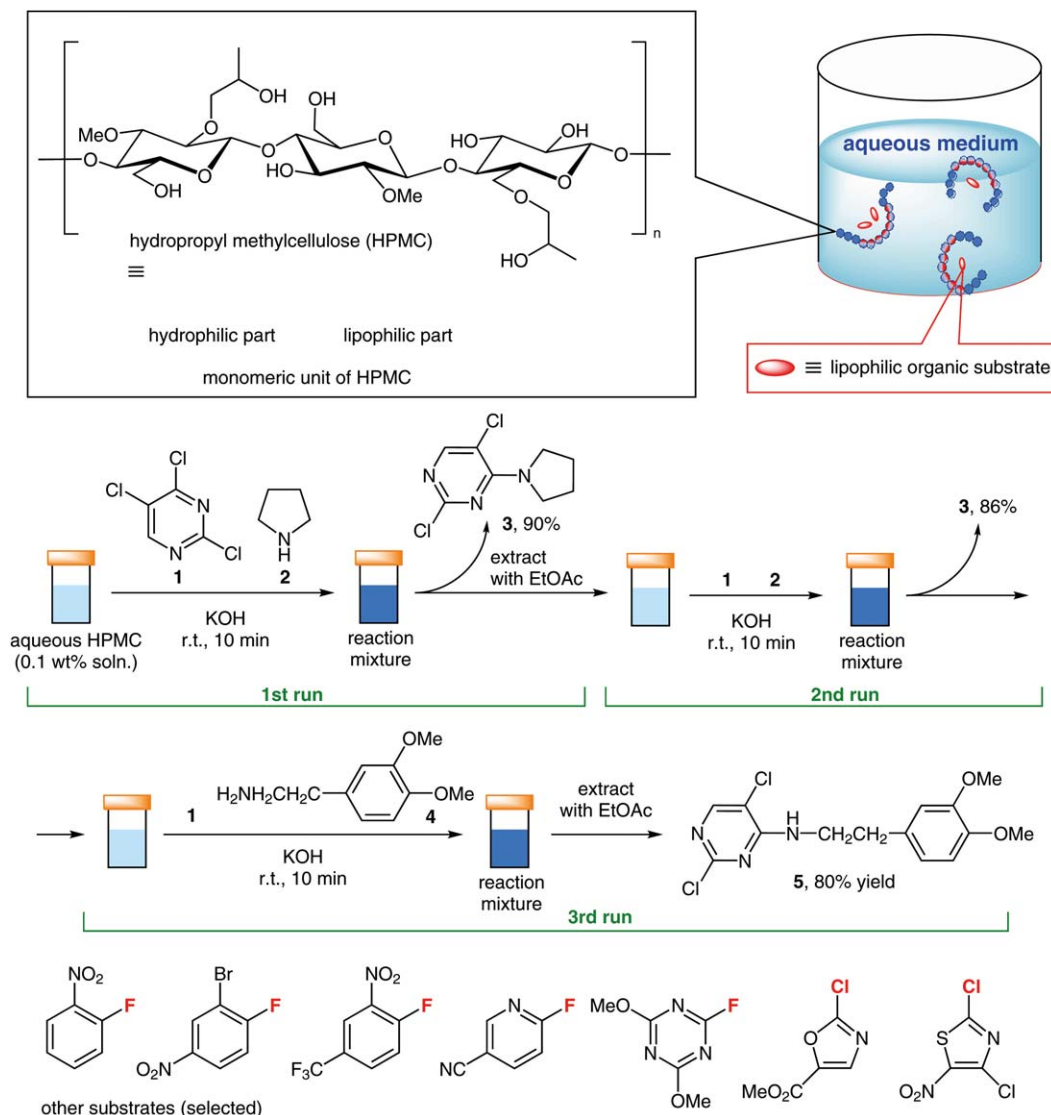 OH
OH
MeO
O
O
O
O
HO
OH
O
OH
O
HO
OMe
O
HO
OH
O
O
O
O
HO
n
hydropropyl methylcellulose (HPMC)
≡
hydrophilic part lipophilic part
monomeric unit of HPMC
aqueous medium
≡ lipophilic organic substrate
Cl
Cl
N
N
Cl
1
N
H
2
KOH
r.t., 10 min
aqueous HPMC
(0.1 wt% soln.)
reaction
mixture
Cl
N
N
N
Cl
3, 90%
extract
with EtOAc
1st run
1 2
KOH
r.t., 10 min
reaction
mixture
3, 86%
2nd run
1
H2NH2CH2C
OMe
OMe
4
KOH
r.t., 10 min
reaction
mixture
extract
with EtOAc
Cl
N
N
Cl
H
N
CH2CH2
OMe
OMe
5, 80% yield
3rd run
NO2
F
Br
F
O2N
NO2
F
F3C
N
F
NC
MeO
N
N
N
F
OMe
Cl
O
N
MeO2C
Cl
S
N
O2N
Cl
other substrates (selected)